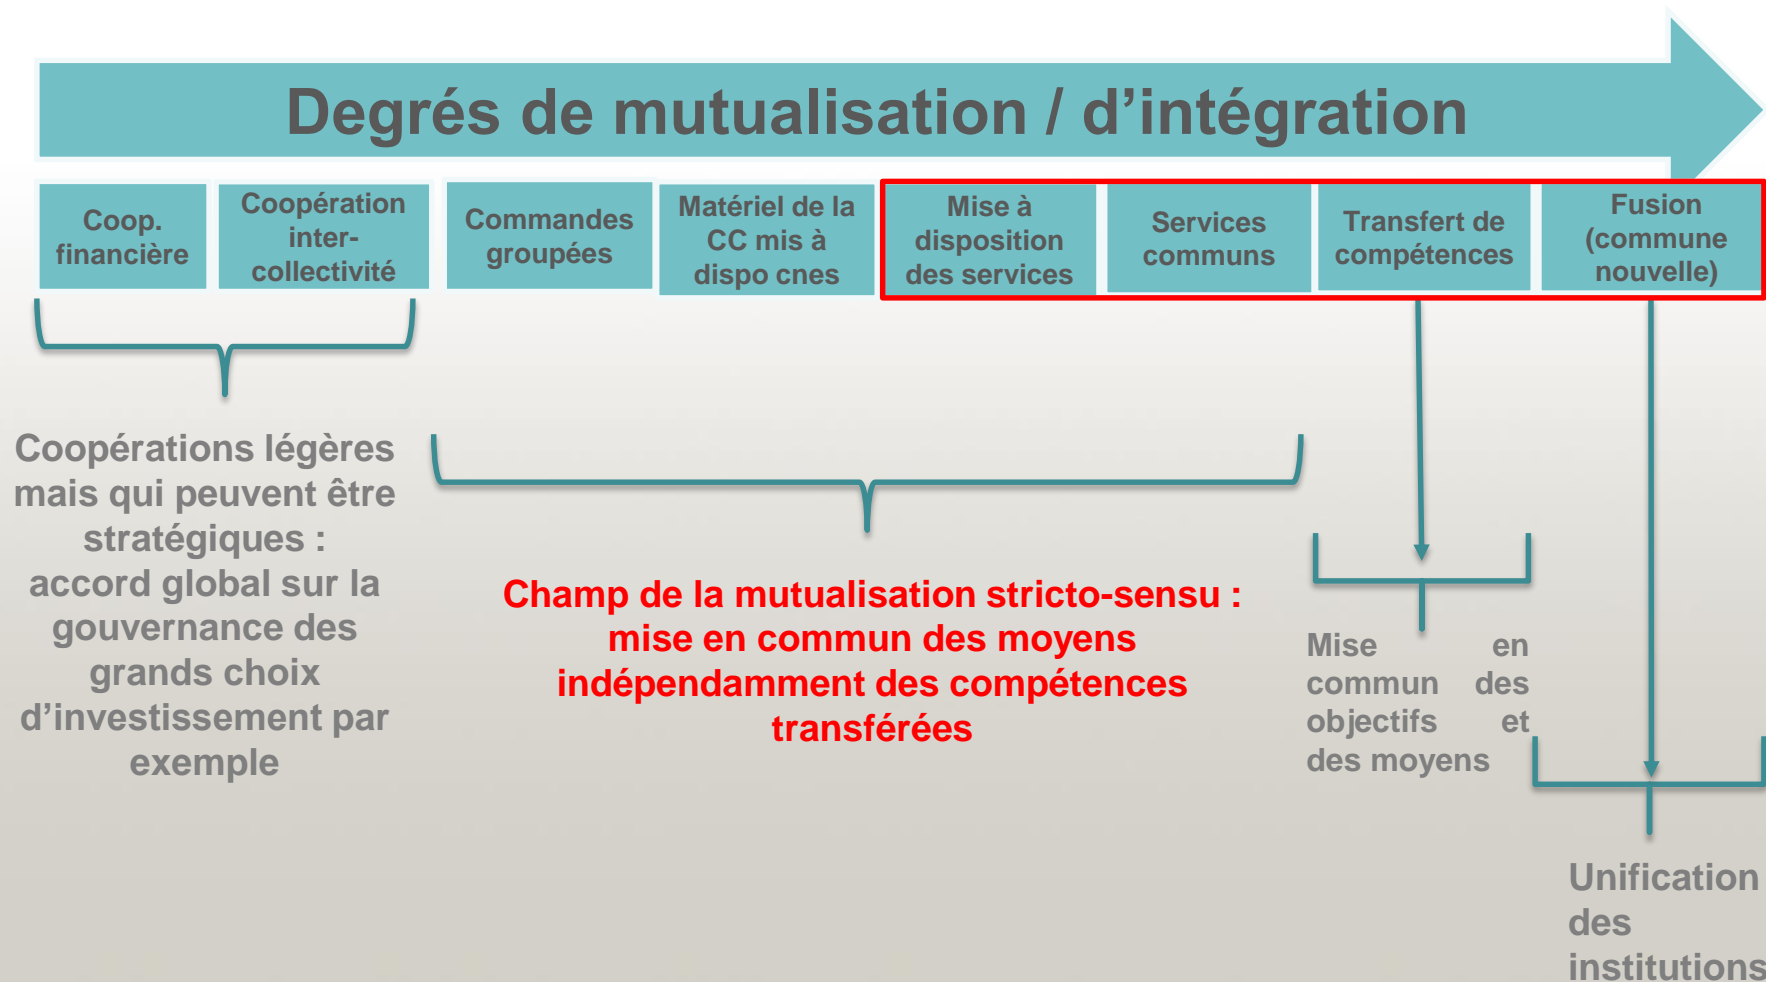 Degrés de mutualisation / d’intégration
Coop.
financière
Coopération
inter-
collectivité
Commandes
groupées
Matériel de la
CC mis à
dispo cnes
Mise à
disposition
des services
Services
communs
Transfert de
compétences
Fusion
(commune
nouvelle)
Coopérations légères
mais qui peuvent être
stratégiques :
accord global sur la
gouvernance des
grands choix
d’investissement par
exemple
Champ de la mutualisation stricto-sensu :
mise en commun des moyens
indépendamment des compétences
transférées
Mise en
commun des
objectifs et
des moyens
Unification
des
institutions